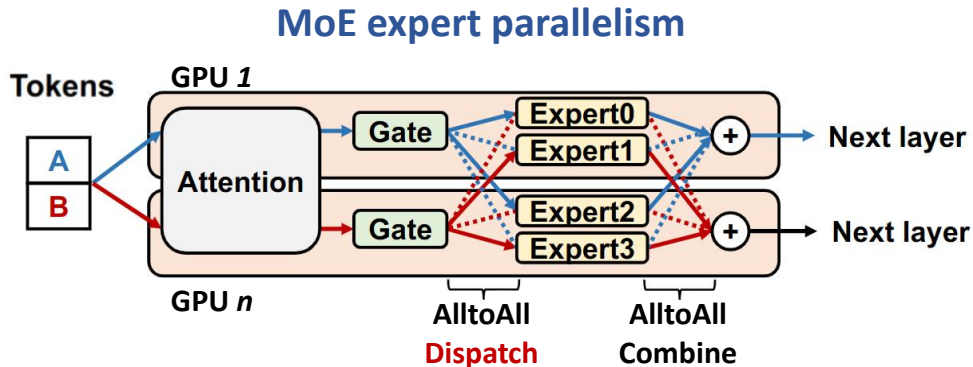 MoE expert parallelism
Tokens
GPU 1
A
B
Attention
Gate
Gate
Expert0
Expert1
Expert2
Expert3
+
+
Next layer
Next layer
GPU n
AlltoAll
Dispatch
AlltoAll
Combine